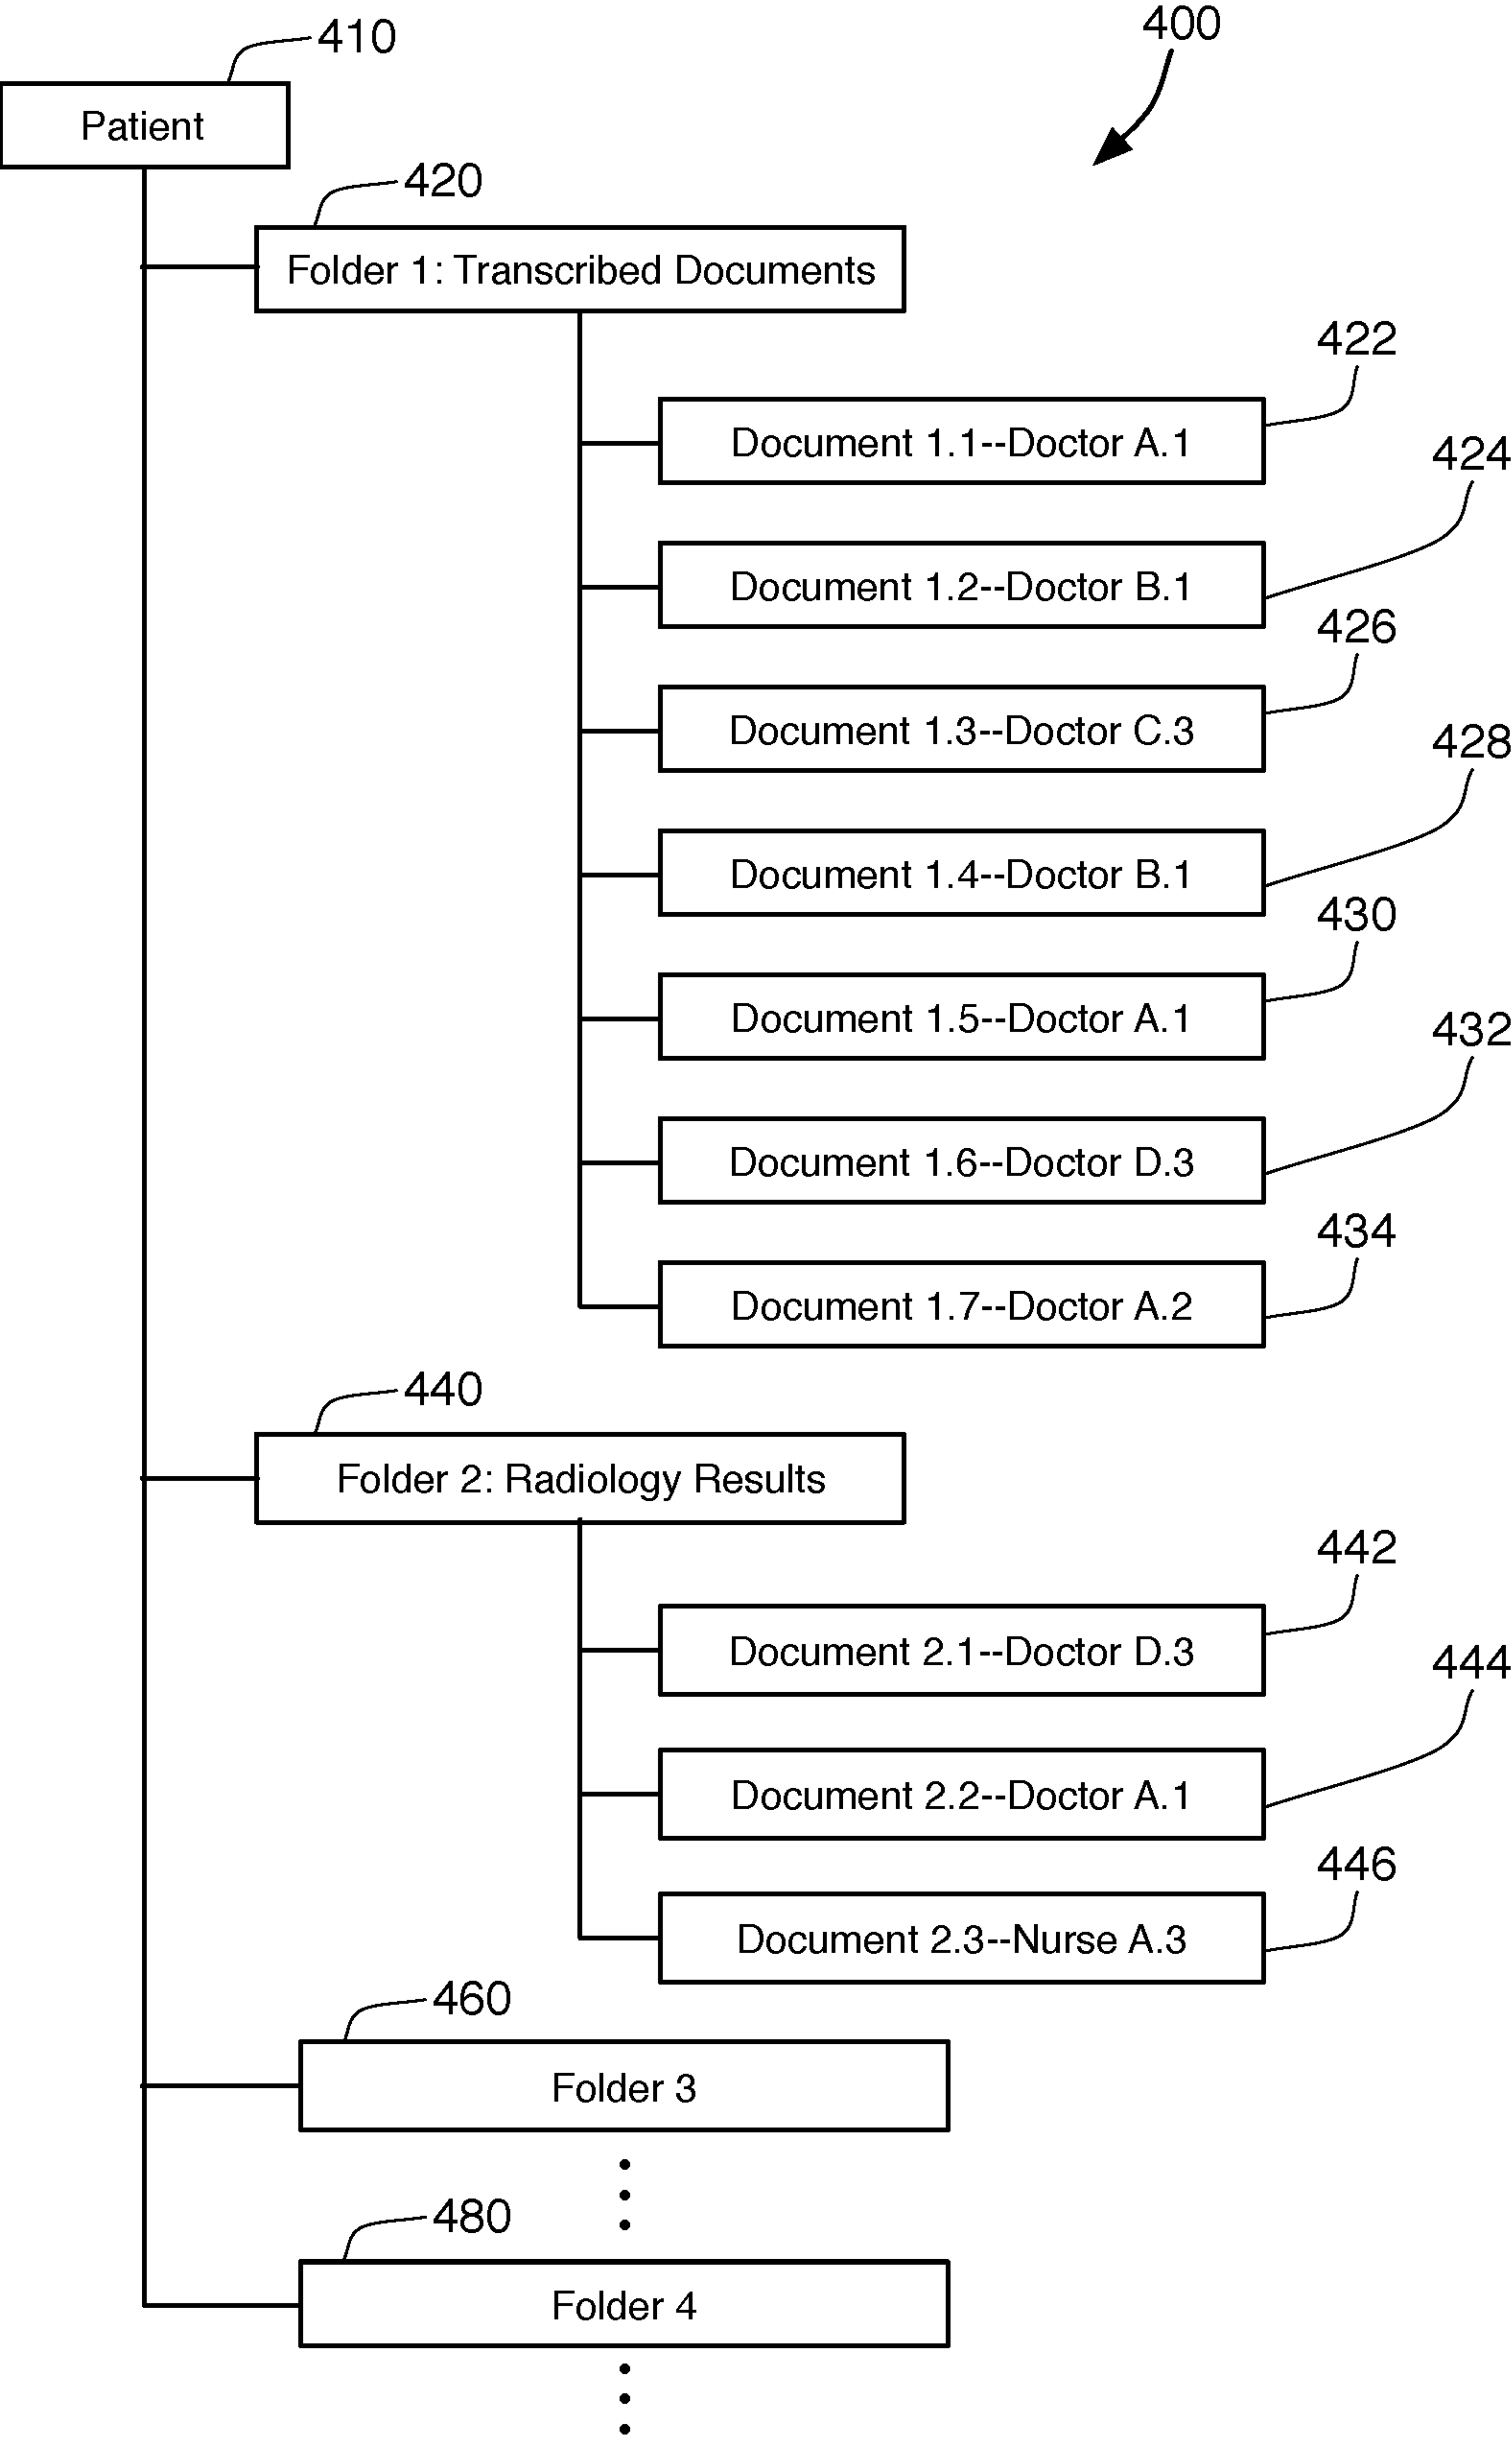 400
410
Patient
420
Folder 1: Transcribed Documents
422
Document 1.1--Doctor A.1
424
Document 1.2--Doctor B.1
426
Document 1.3--Doctor C.3
428
Document 1.4--Doctor B.1
430
Document 1.5--Doctor A.1
432
Document 1.6--Doctor D.3
434
Document 1.7--Doctor A.2
440
Folder 2: Radiology Results
442
Document 2.1--Doctor D.3
444
Document 2.2--Doctor A.1
446
Document 2.3--Nurse A.3
460
Folder 3
480
Folder 4